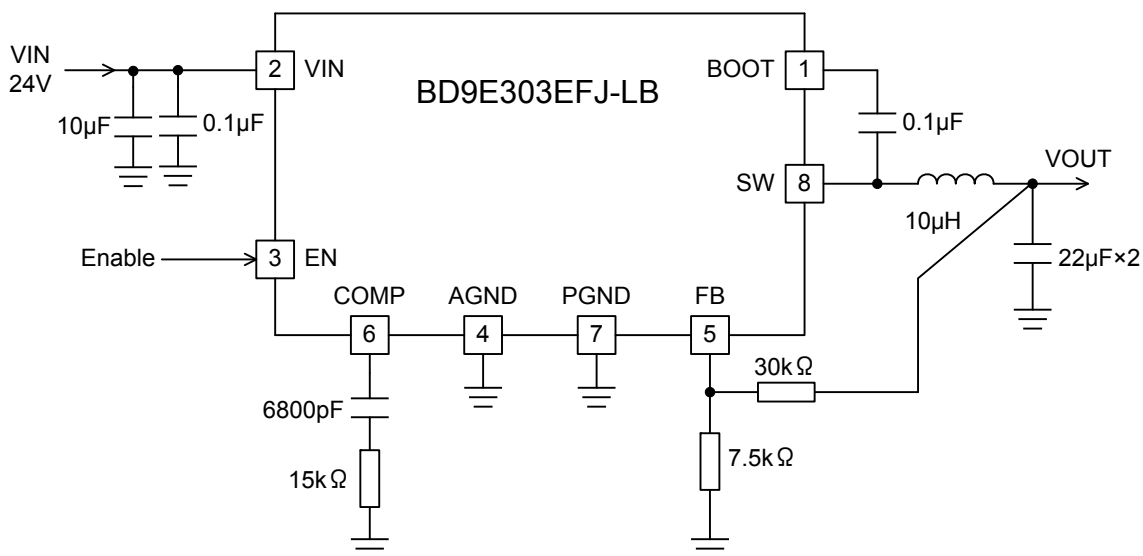 VIN
24V
2
VIN
BD9E303EFJ-LB
BOOT
1
10µF
0.1µF
0.1µF
VOUT
SW
8
10µH
Enable
3
EN
22µF×2
COMP
AGND
PGND
FB
6
4
7
5
30kΩ
6800pF
7.5kΩ
15kΩ